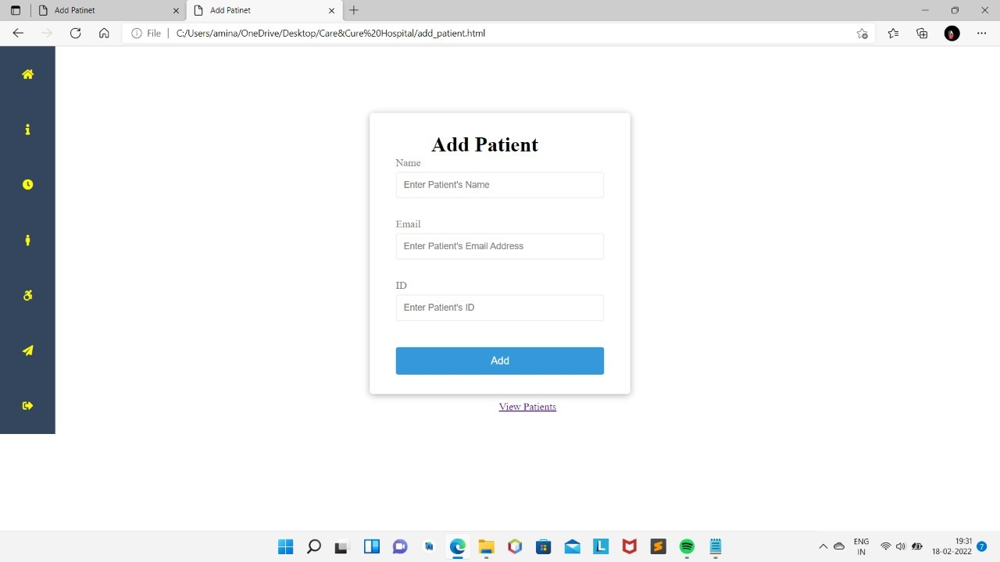 Add Patinet
Add Patinet
File
C:/Users/amina/OneDrive/Desktop/Care&Cure%20Hospital/add_patient.html
Add Patient
Name
Enter Patient's Name
Email
Enter Patient's Email Address
ID
Enter Patient's ID
Add
View Patients
L
ENG
IN
19:31
18-02-2022
7